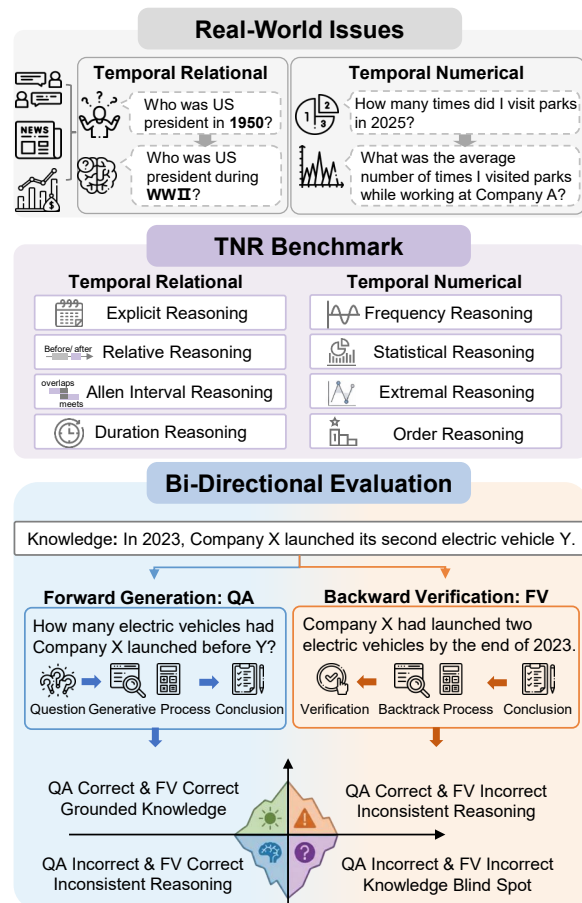 Real-World Issues
Temporal Relational
Who was US
president in 1950?
Who was US
president during
WWII?
NEWS
Temporal Numerical
1
2
3
How many times did I visit parks
in 2025?
What was the average
number of times I visited parks
while working at Company A?
TNR Benchmark
Temporal Relational
Explicit Reasoning
Before/ after
Relative Reasoning
overlaps
meets
Allen Interval Reasoning
Duration Reasoning
Temporal Numerical
Frequency Reasoning
Statistical Reasoning
Extremal Reasoning
1
Order Reasoning
Bi-Directional Evaluation
Knowledge: In 2023, Company X launched its second electric vehicle Y.
Forward Generation: QA
How many electric vehicles had
Company X launched before Y?
Question Generative Process Conclusion
Backward Verification: FV
Company X had launched two
electric vehicles by the end of 2023.
Verification Backtrack Process Conclusion
QA Correct & FV Correct
Grounded Knowledge
QA Correct & FV Incorrect
Inconsistent Reasoning
QA Incorrect & FV Correct
Inconsistent Reasoning
QA Incorrect & FV Incorrect
Knowledge Blind Spot